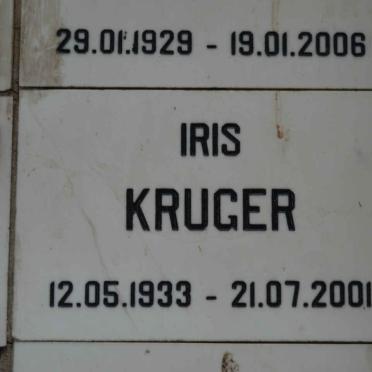 29.01.1929 - 19.01.2006
IRIS
KRUGER
12.05.1933 - 21.07.2001